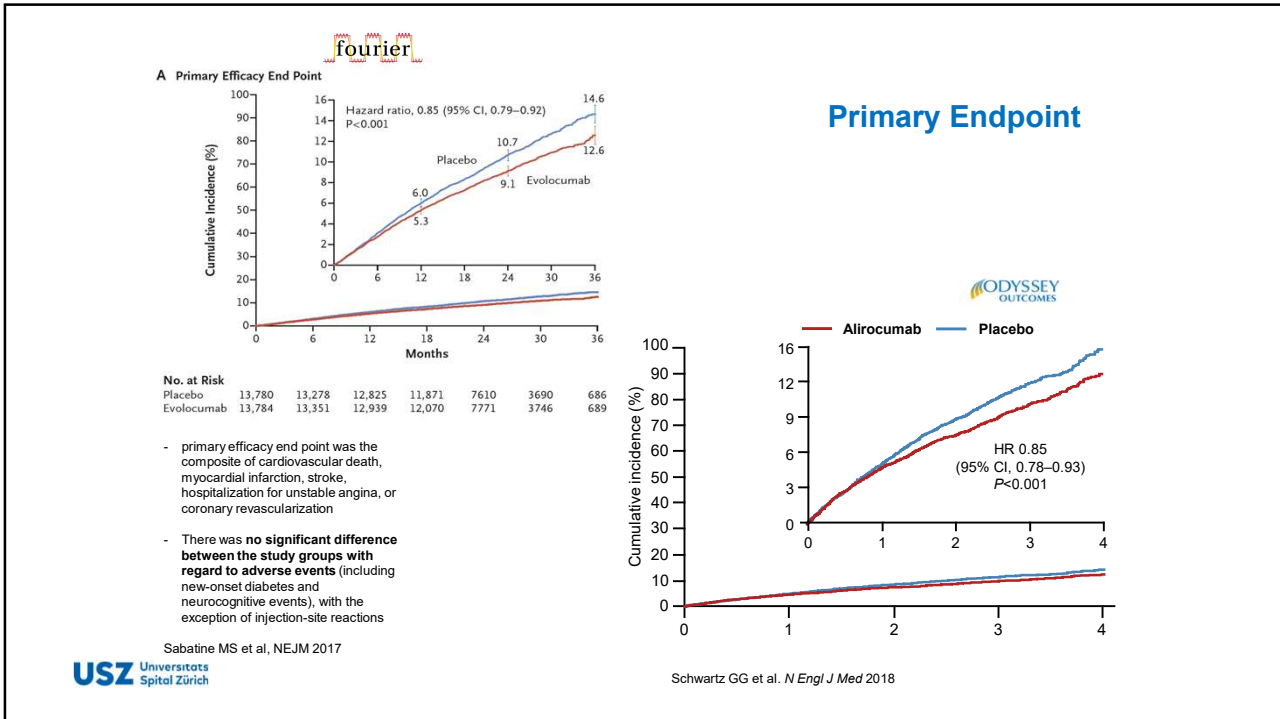 fourier
A Primary Efficacy End Point
Cumulative Incidence (%)
100
90
80
70
60
50
40
30
20
10
0
0 6 12 18 24 30 36
Months
16
14
12
10
8
6
4
2
0
0 6 12 18 24 30 36
Hazard ratio, 0.85 (95% CI, 0.79–0.92)
P<0.001
Placebo
Evolocumab
6.0
5.3
10.7
9.1
14.6
12.6
No. at Risk
Placebo 13,780 13,278 12,825 11,871 7610 3690 686
Evolocumab 13,784 13,351 12,939 12,070 7771 3746 689
- primary efficacy end point was the
composite of cardiovascular death,
myocardial infarction, stroke,
hospitalization for unstable angina, or
coronary revascularization
- There was no significant difference
between the study groups with
regard to adverse events (including
new-onset diabetes and
neurocognitive events), with the
exception of injection-site reactions
Sabatine MS et al, NEJM 2017
USZ Universitäts
Spital Zürich
Primary Endpoint
ODYSSEY
OUTCOMES
Alirocumab Placebo
Cumulative incidence (%)
100
90
80
70
60
50
40
30
20
10
0
0 1 2 3 4
16
12
9
6
3
0
0 1 2 3 4
HR 0.85
(95% CI, 0.78–0.93)
P<0.001
Schwartz GG et al. N Engl J Med 2018